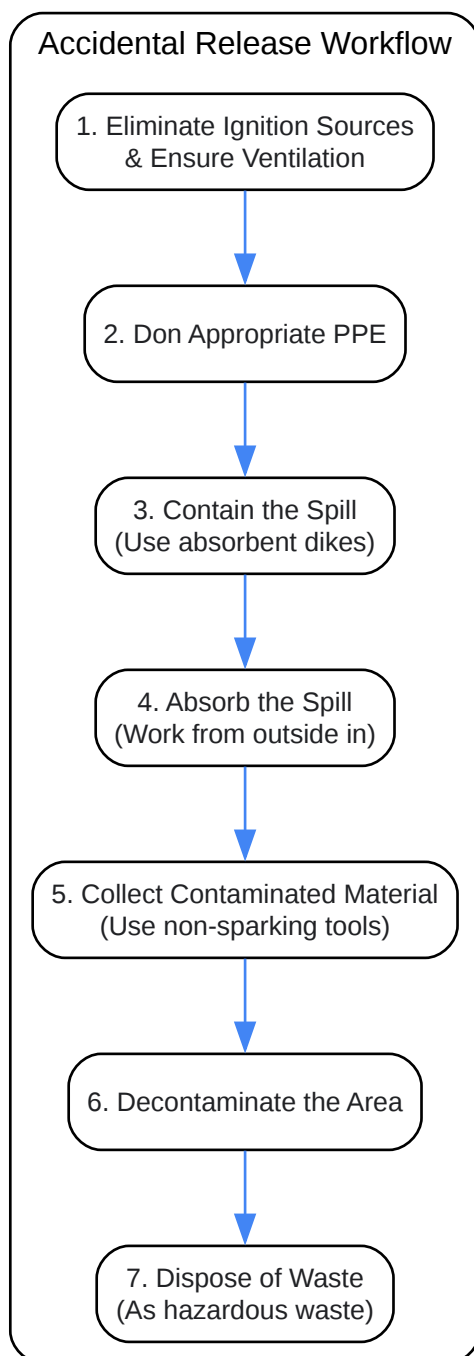 Accidental Release Workflow
1. Eliminate Ignition Sources
& Ensure Ventilation
2. Don Appropriate PPE
3. Contain the Spill
(Use absorbent dikes)
4. Absorb the Spill
(Work from outside in)
5. Collect Contaminated Material
(Use non-sparking tools)
6. Decontaminate the Area
7. Dispose of Waste
(As hazardous waste)